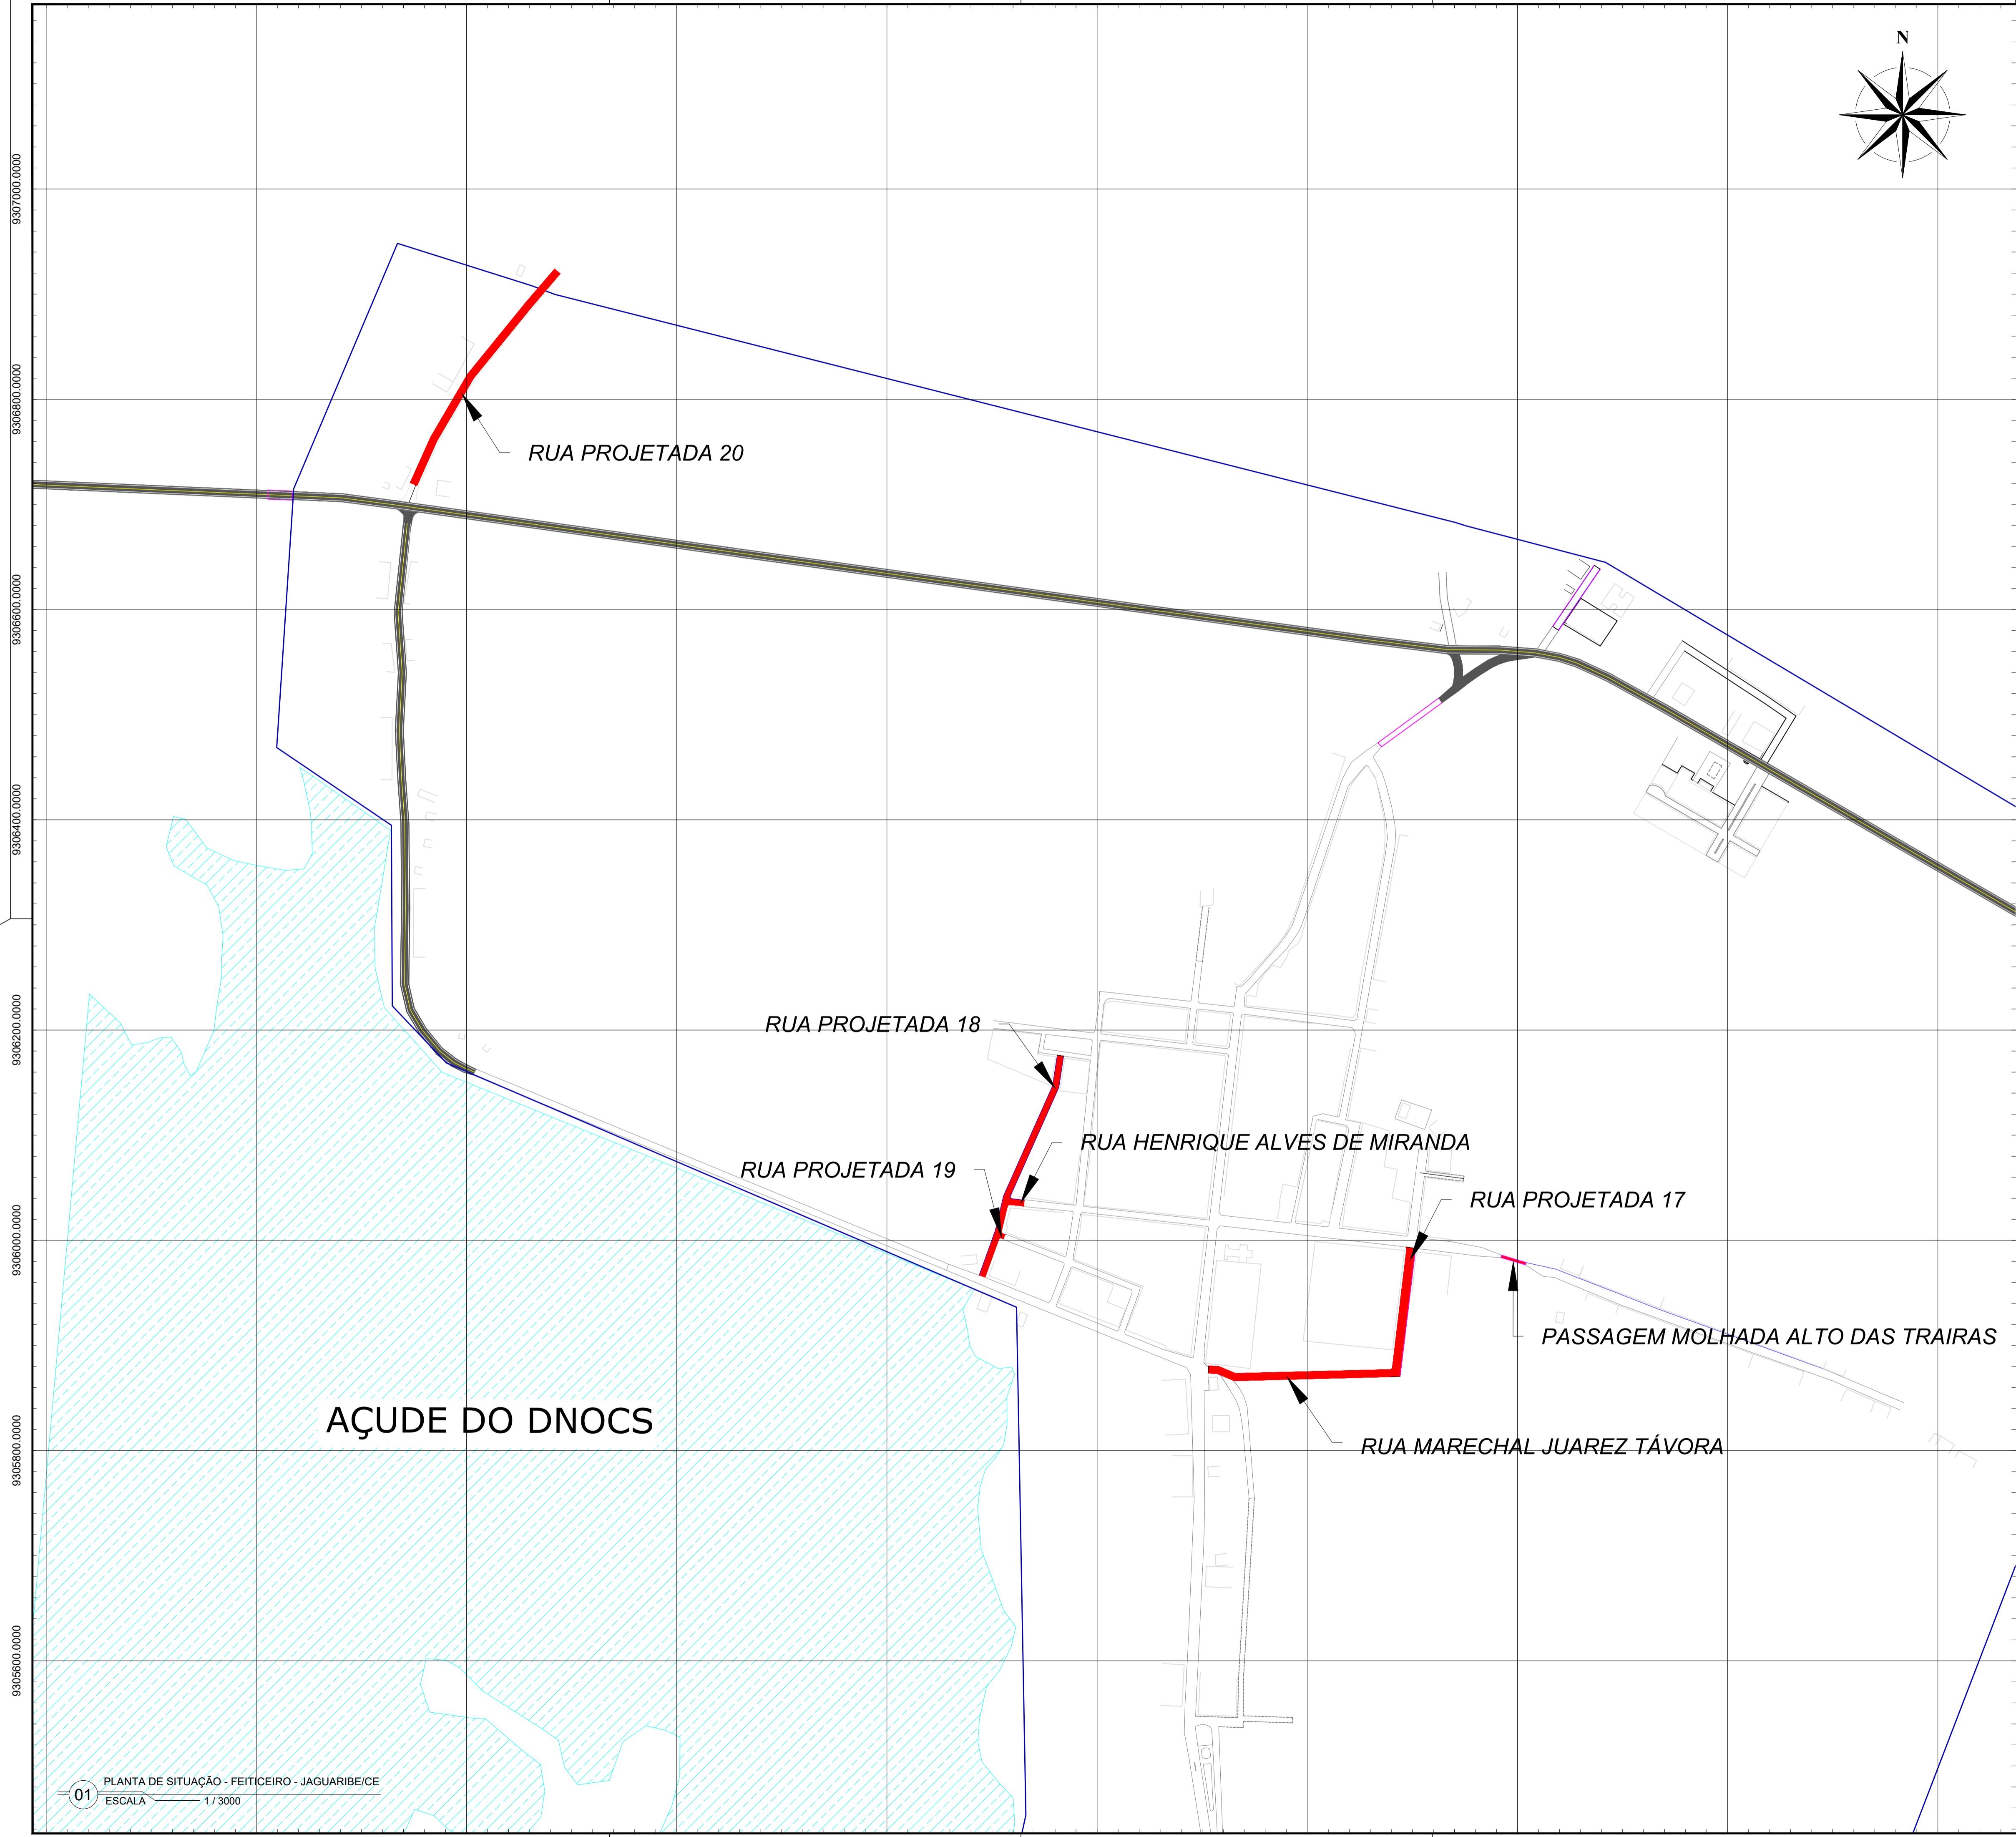 N
9307000.0000
9306800.0000
RUA PROJETADA 20
9306600.0000
9306400.0000
9306200.0000
RUA PROJETADA 18
RUA HENRIQUE ALVES DE MIRANDA
RUA PROJETADA 19
RUA PROJETADA 17
9306000.0000
PASSAGEM MOLHADA ALTO DAS TRAIRAS
AÇUDE DO DNOCS
RUA MARECHAL JUAREZ TÁVORA
9305800.0000
9305600.0000
01
PLANTA DE SITUAÇÃO - FEITICEIRO - JAGUARIBE/CE
ESCALA 1 / 3000